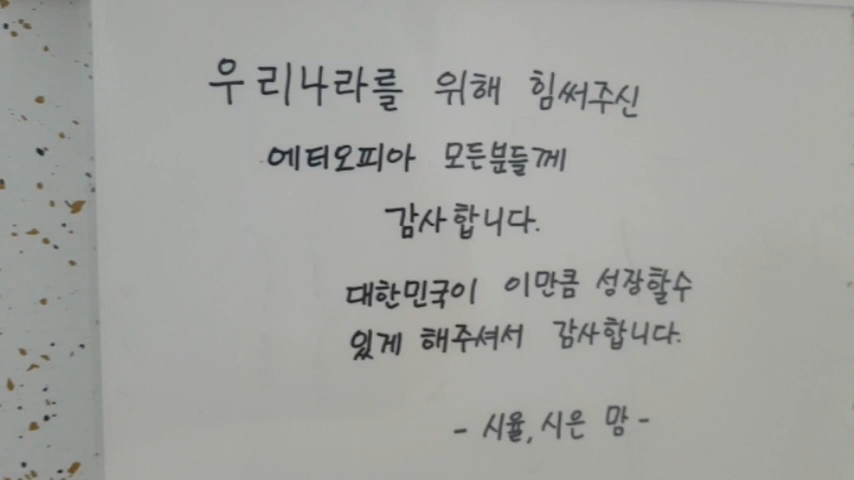 우리나라를 위해 힘써주신
에티오피아 모든분들께
감사합니다.
대한민국이 이만큼 성장할수
있게 해주셔서 감사합니다.
- 시율, 시은 맘 -